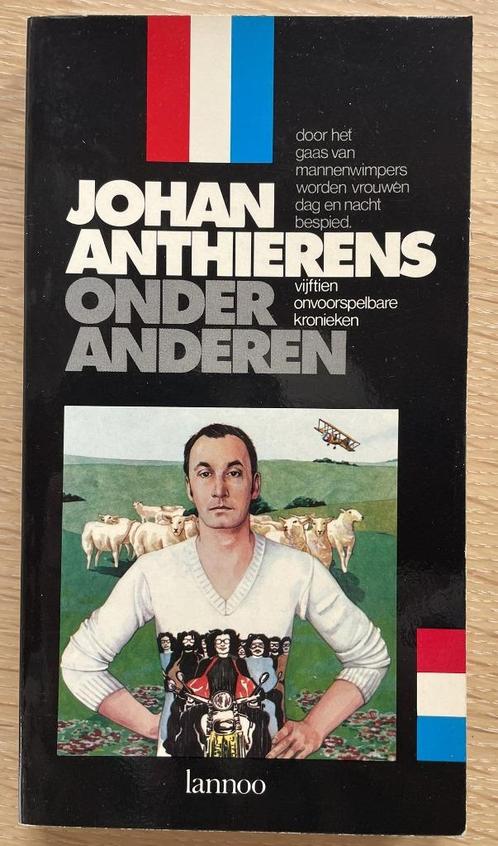 door het
gaas van
mannenwimpers
worden vrouwen
dag en nacht
bespied.
JOHAN
ANTHIERENS
ONDER
ANDEREN
vijftien
onvoorspelbare
kronieken
lannoo